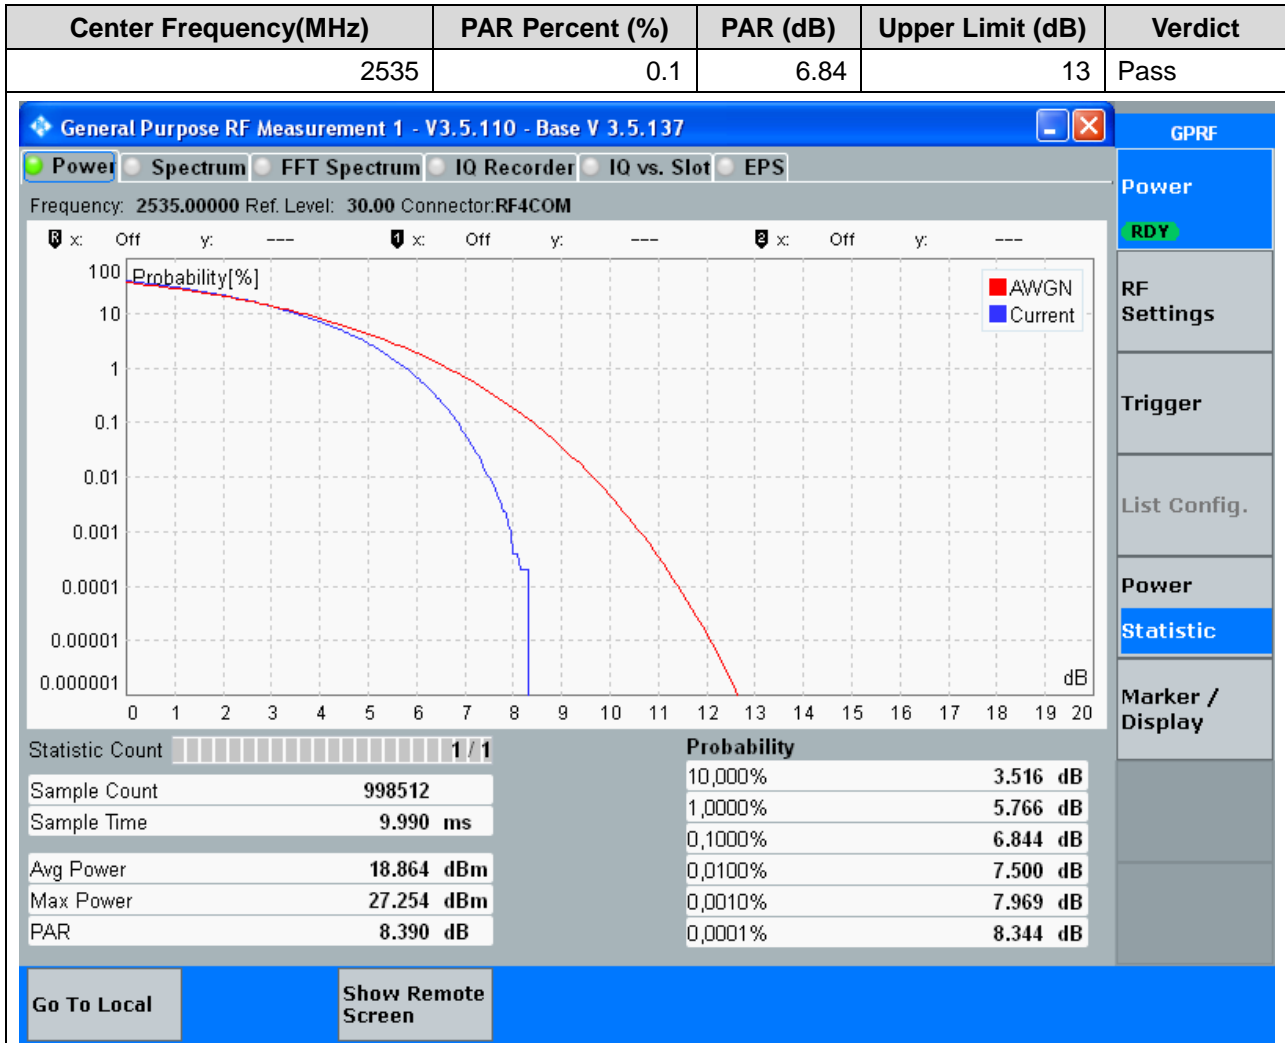 Center Frequency(MHz) PAR Percent (%) PAR (dB) Upper Limit (dB) Verdict
2535 0.1 6.84 13 Pass
General Purpose RF Measurement 1 - V3.5.110 - Base V 3.5.137
GPRF
Power Spectrum FFT Spectrum IQ Recorder IQ vs. Slot EPS
Power
RDY
Frequency: 2535.00000 Ref. Level: 30.00 Connector:RF4COM
R x: Off y: --- 1 x: Off y: --- 2 x: Off y: ---
Probability[%]
AWGN
Current
100
10
1
0.1
0.01
0.001
0.0001
0.00001
0.000001
dB
0 1 2 3 4 5 6 7 8 9 10 11 12 13 14 15 16 17 18 19 20
RF
Settings
Trigger
List Config.
Power
Statistic
Marker /
Display
Statistic Count 1 / 1
Sample Count 998512
Sample Time 9.990 ms
Avg Power 18.864 dBm
Max Power 27.254 dBm
PAR 8.390 dB
Probability
10,000% 3.516 dB
1,0000% 5.766 dB
0,1000% 6.844 dB
0,0100% 7.500 dB
0,0010% 7.969 dB
0,0001% 8.344 dB
Go To Local
Show Remote
Screen